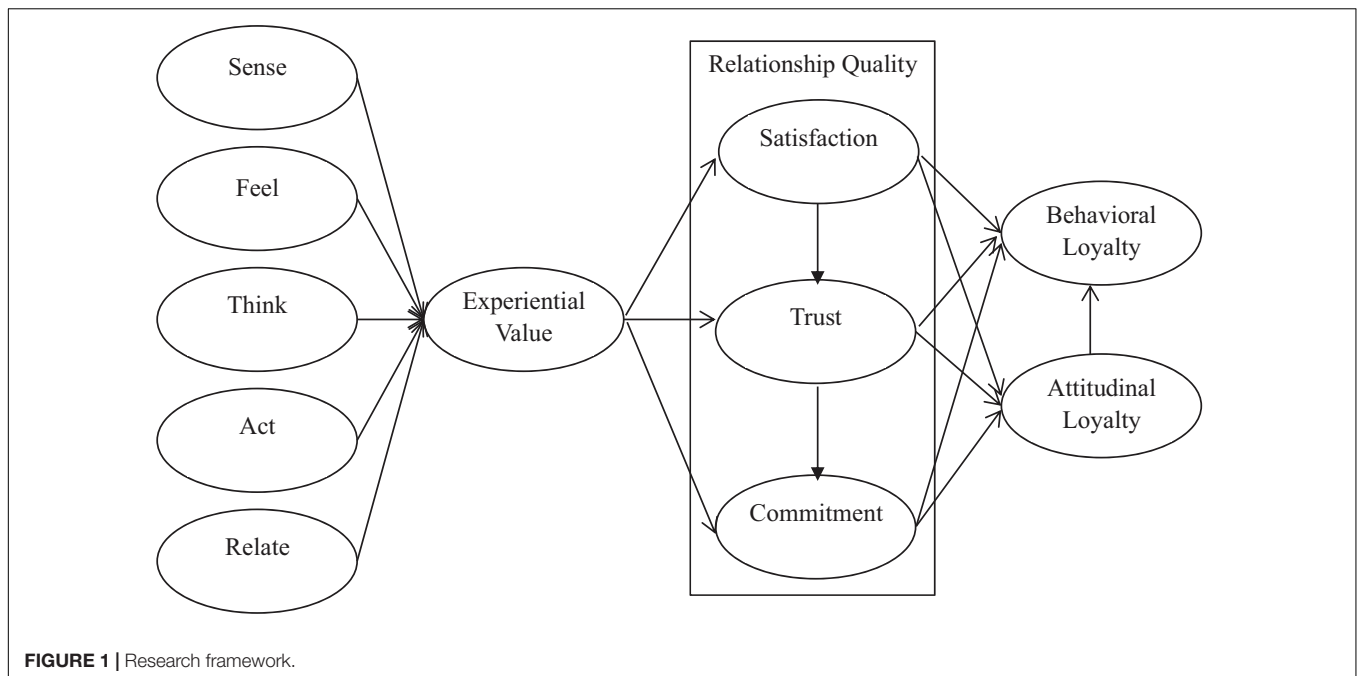 Sense
Feel
Think
Act
Relate
Experiential
Value
Relationship Quality
Satisfaction
Trust
Commitment
Behavioral
Loyalty
Attitudinal
Loyalty
FIGURE 1 | Research framework.